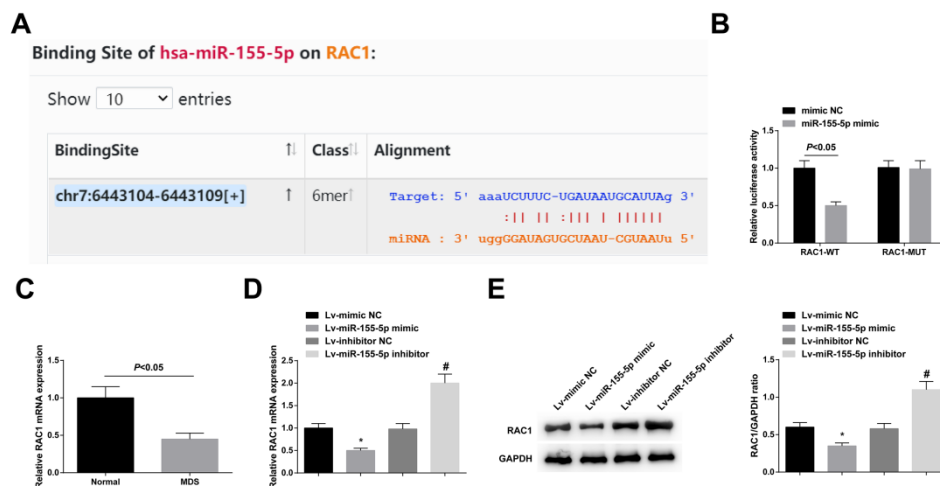 A
Binding Site of hsa-miR-155-5p on RAC1:
Show 10 entries
BindingSite Class Alignment
chr7:6443104-6443109[+] 6mer
Target: 5' aaaUCUUUC-UGAUAAUGCAUUAg 3'
miRNA : 3' uggGGAUAGUGCUAAU-CGUAAUu 5'
B
mimic NC
miR-155-5p mimic
Relative luciferase activity
1.5
1.0
0.5
0.0
P<0.05
RAC1-WT RAC1-MUT
C
Relative RAC1 mRNA expression
1.5
1.0
0.5
0.0
P<0.05
Normal MDS
D
Lv-mimic NC
Lv-miR-155-5p mimic
Lv-inhibitor NC
Lv-miR-155-5p inhibitor
Relative RAC1 mRNA expression
2.5
2.0
1.5
1.0
0.5
0.0
*
#
E
Lv-mimic NC
Lv-miR-155-5p mimic
Lv-inhibitor NC
Lv-miR-155-5p inhibitor
RAC1
GAPDH
Lv-mimic NC
Lv-miR-155-5p mimic
Lv-inhibitor NC
Lv-miR-155-5p inhibitor
RAC1/GAPDH ratio
1.5
1.0
0.5
0.0
*
#